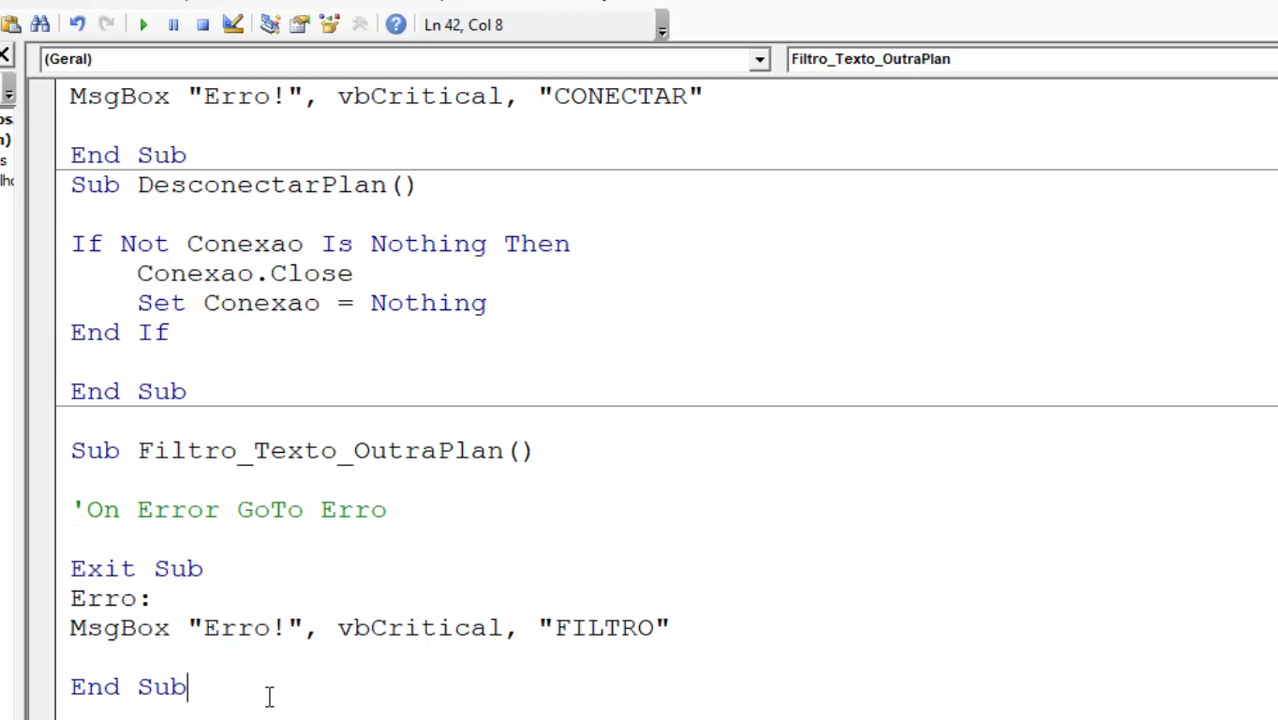 Ln 42, Col 8
(Geral)
Filtro_Texto_OutraPlan
MsgBox "Erro!", vbCritical, "CONECTAR"
End Sub
Sub DesconectarPlan()
If Not Conexao Is Nothing Then
Conexao.Close
Set Conexao = Nothing
End If
End Sub
Sub Filtro_Texto_OutraPlan()
'On Error GoTo Erro
Exit Sub
Erro:
MsgBox "Erro!", vbCritical, "FILTRO"
End Sub